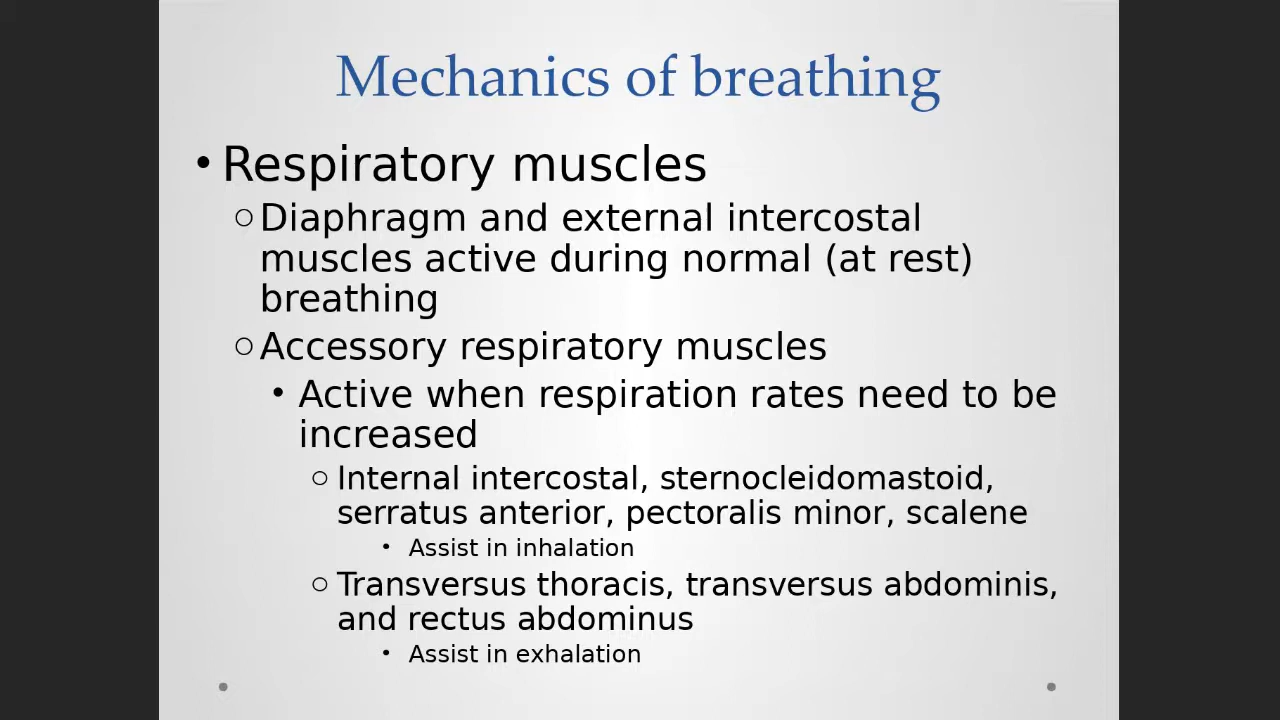 Mechanics of breathing
• Respiratory muscles
○ Diaphragm and external intercostal
muscles active during normal (at rest)
breathing
○ Accessory respiratory muscles
• Active when respiration rates need to be
increased
○ Internal intercostal, sternocleidomastoid,
serratus anterior, pectoralis minor, scalene
• Assist in inhalation
○ Transversus thoracis, transversus abdominis,
and rectus abdominus
• Assist in exhalation